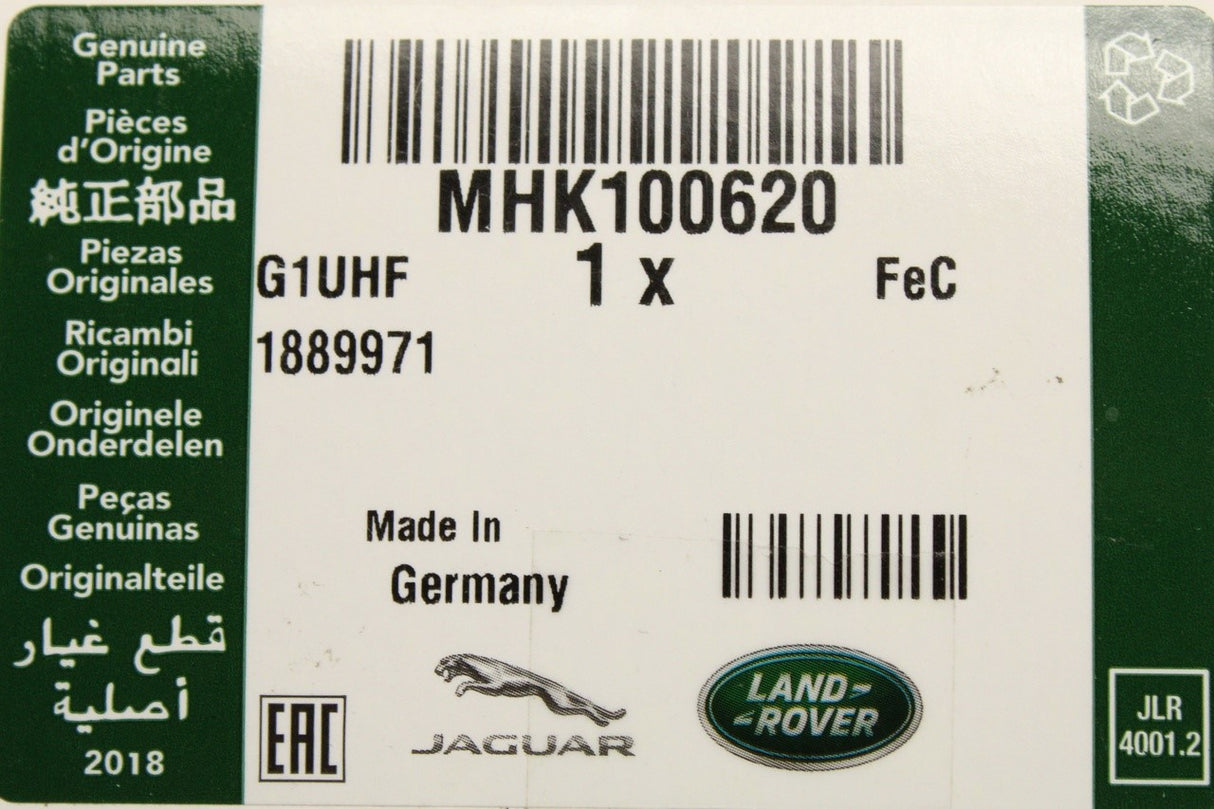 Genuine
Parts
Pièces
d'Origine
純正部品
Piezas
Originales
Ricambi
Originali
Originele
Onderdelen
Peças
Genuinas
Originalteile
قطع غيار
أصلية
2018
MHK100620
G1UHF 1 x FeC
1889971
Made In
Germany
EAC
JAGUAR
LAND-
-ROVER
JLR
4001.2